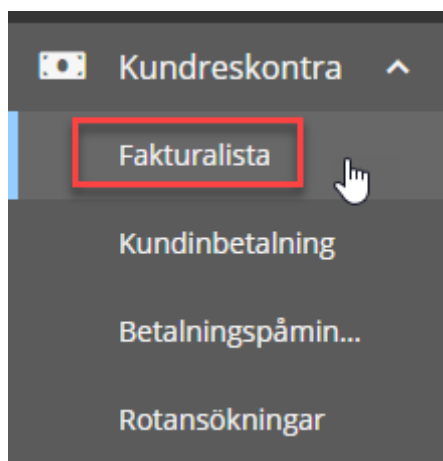 Kundreskontra
Fakturalista
Kundinbetalning
Betalningspåmin...
Rotansökningar